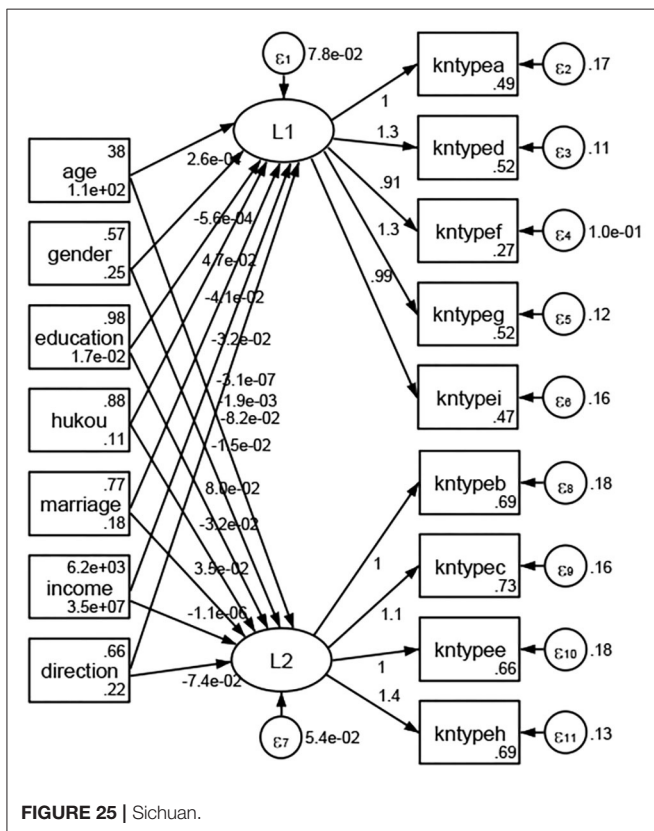 ε1 7.8e-02
L1
kntypea
.49
ε2 .17
1
kntyped
.52
ε3 .11
1.3
kntypef
.27
ε4 1.0e-01
.91
kntypeg
.52
ε5 .12
1.3
kntypei
.47
ε6 .16
.99
38
age
1.1e+02
.57
gender
.25
.98
education
1.7e-02
.88
hukou
.11
.77
marriage
.18
6.2e+03
income
3.5e+07
.66
direction
.22
-5.6e-04
4.7e-02
-4.1e-02
-3.2e-02
-3.1e-07
-1.9e-03
-8.2e-02
-1.5e-02
8.0e-02
-3.2e-02
3.5e-02
-1.1e-06
-7.4e-02
L2
ε7 5.4e-02
kntypeb
.69
ε8 .18
1
kntypec
.73
ε9 .16
1.1
kntypee
.66
ε10 .18
1
kntypeh
.69
ε11 .13
1.4
FIGURE 25 | Sichuan.